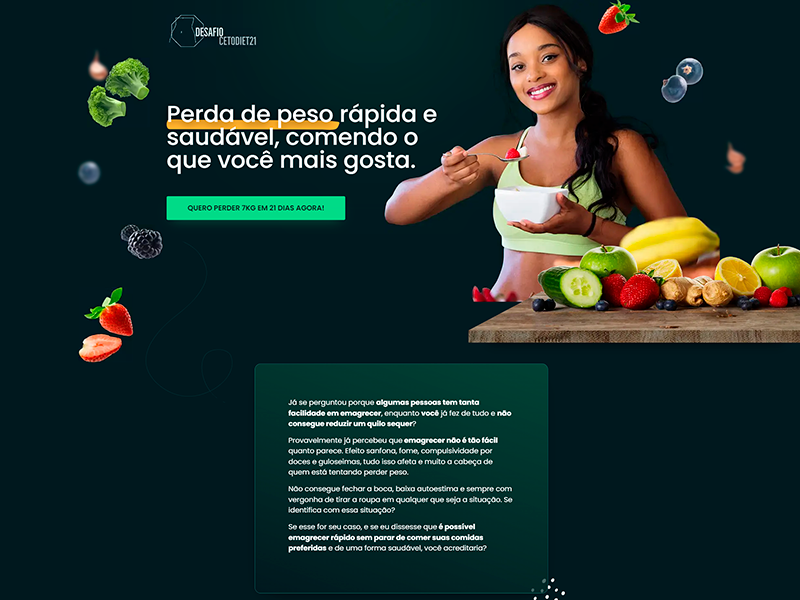 DESAFIO
CETODIET21
Perda de peso rápida e
saudável, comendo o
que você mais gosta.
QUERO PERDER 7KG EM 21 DIAS AGORA!
Já se perguntou porque algumas pessoas tem tanta
facilidade em emagrecer, enquanto você já fez de tudo e não
consegue reduzir um quilo sequer?
Provavelmente já percebeu que emagrecer não é tão fácil
quanto parece. Efeito sanfona, fome, compulsividade por
doces e guloseimas, tudo isso afeta e muito a cabeça de
quem está tentando perder peso.
Não consegue fechar a boca, baixa autoestima e sempre com
vergonha de tirar a roupa em qualquer que seja a situação. Se
identifica com essa situação?
Se esse for seu caso, e se eu dissesse que é possível
emagrecer rápido sem parar de comer suas comidas
preferidas e de uma forma saudável, você acreditaria?